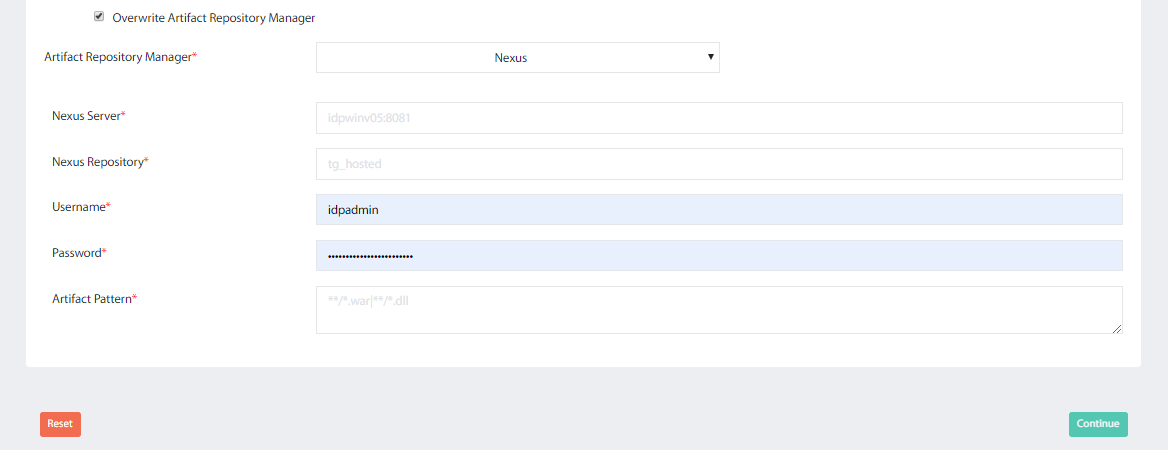 Overwrite Artifact Repository Manager
Artifact Repository Manager*
Nexus
Nexus Server*
idpwinv05:8081
Nexus Repository*
tg_hosted
Username*
idpadmin
Password*
••••••••••••••••••••••••
Artifact Pattern*
**/*.war|**/*.dll
Reset
Continue